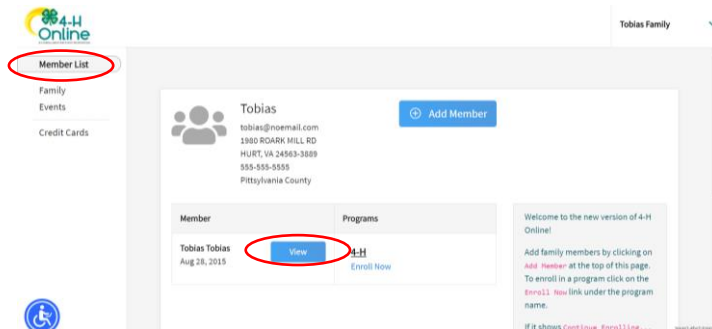 4-H
Online
Tobias Family
Member List
Family
Events
Credit Cards
Tobias
tobias@noemail.com
1980 ROARK MILL RD
HURT, VA 24563-3889
555-555-5555
Pittsylvania County
Add Member
Member
Programs
Tobias Tobias
Aug 28, 2015
View
4-H
Enroll Now
Welcome to the new version of 4-H
Online!
Add family members by clicking on
Add Member at the top of this page.
To enroll in a program click on the
Enroll Now link under the program
name.
If it shows Continue Enrolling...